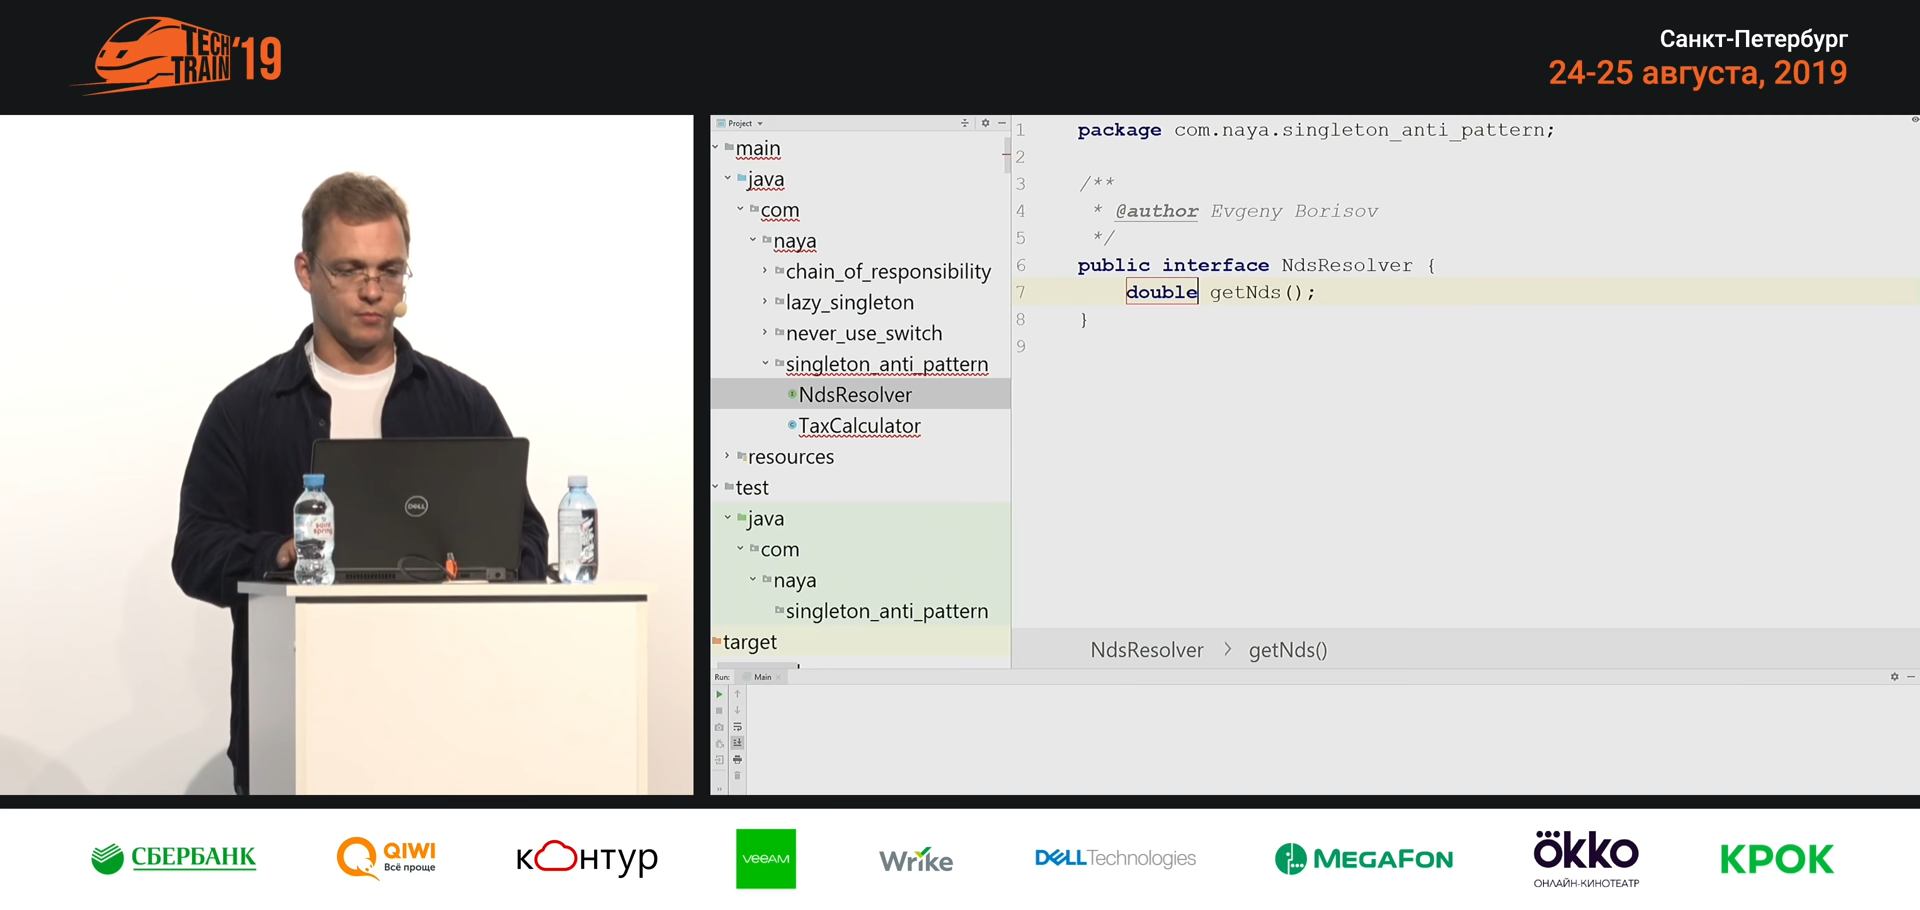 TECH
TRAIN
'19
Санкт-Петербург
24-25 августа, 2019
Project
main
java
com
naya
chain_of_responsibility
lazy_singleton
never_use_switch
singleton_anti_pattern
NdsResolver
TaxCalculator
resources
test
java
com
naya
singleton_anti_pattern
target
1 package com.naya.singleton_anti_pattern;
2
3 /**
4 * @author Evgeny Borisov
5 */
6 public interface NdsResolver {
7 double getNds();
8 }
9
NdsResolver > getNds()
Run: Main
DELL
СБЕРБАНК
QIWI
Всё проще
контур
veeAM
Wrike
DELLTechnologies
MEGAFON
ökko
ОНЛАЙН-КИНОТЕАТР
КРОК